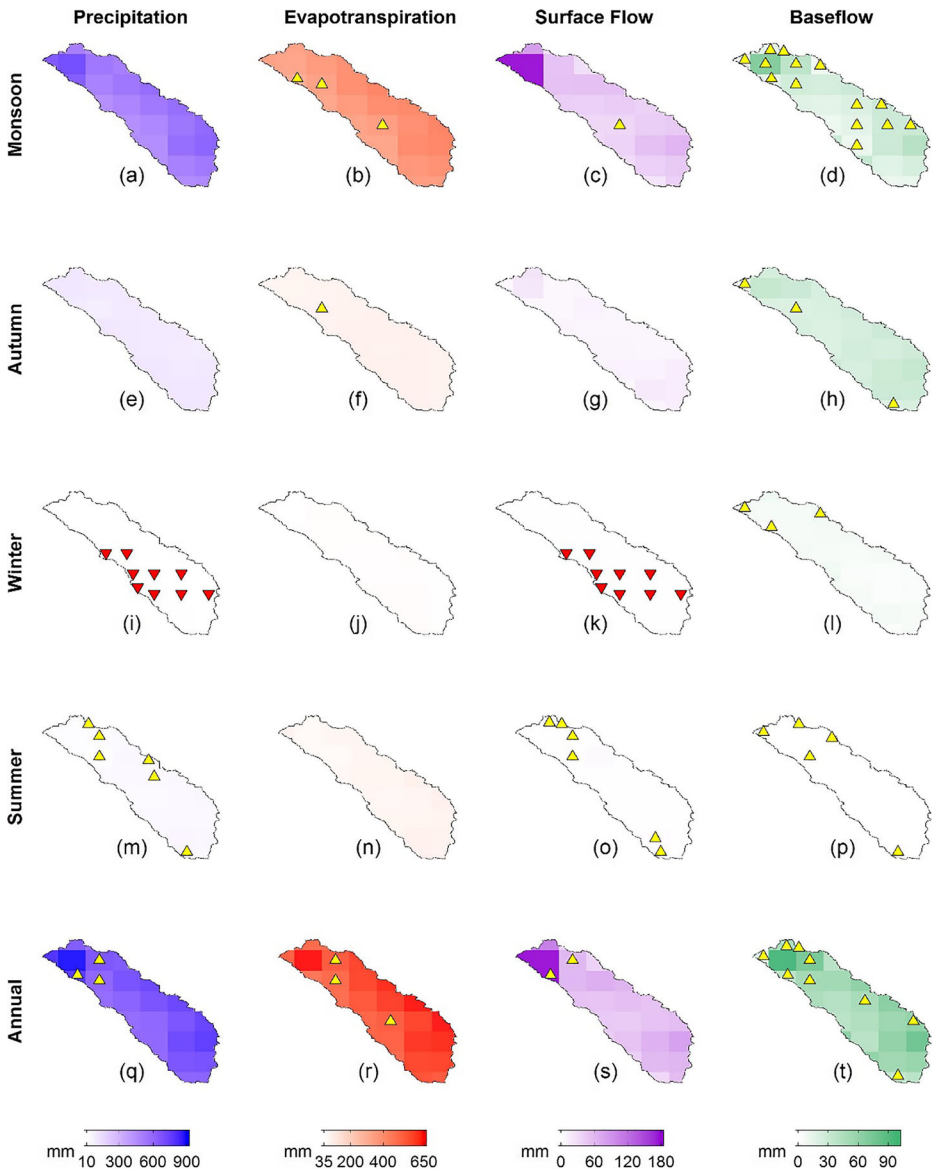 Precipitation Evapotranspiration Surface Flow Baseflow
Monsoon
(a) (b) (c) (d)
Autumn
(e) (f) (g) (h)
Winter
(i) (j) (k) (l)
Summer
(m) (n) (o) (p)
Annual
(q) (r) (s) (t)
mm 10 300 600 900
mm 35 200 400 650
mm 0 60 120 180
mm 0 30 60 90